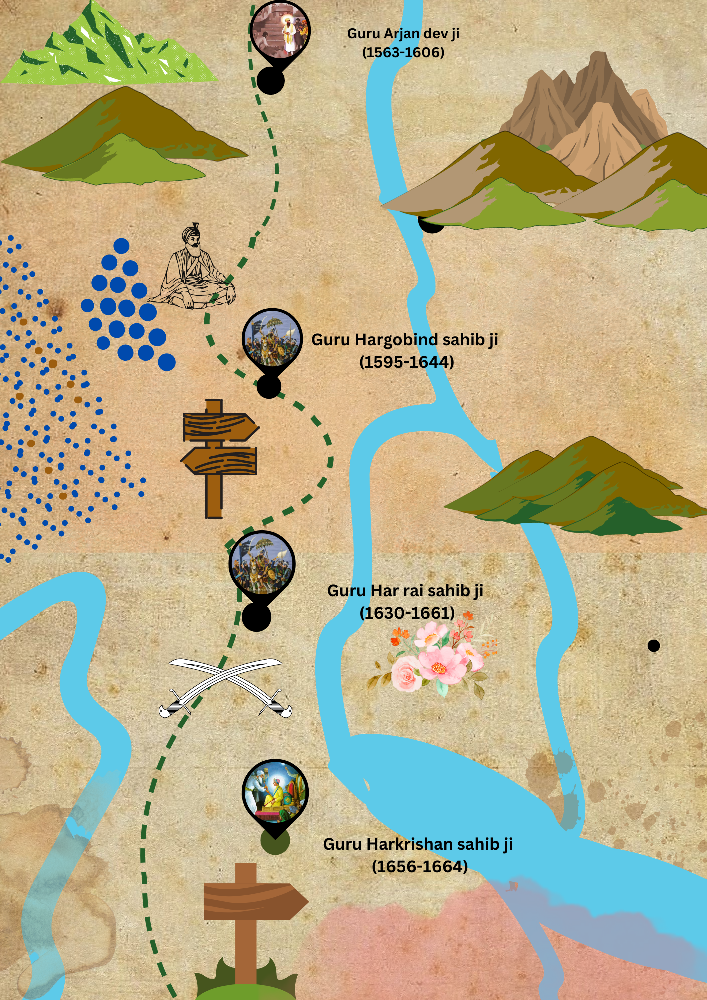 Guru Arjan dev ji
(1563-1606)
Guru Hargobind sahib ji
(1595-1644)
Guru Har rai sahib ji
(1630-1661)
Guru Harkrishan sahib ji
(1656-1664)